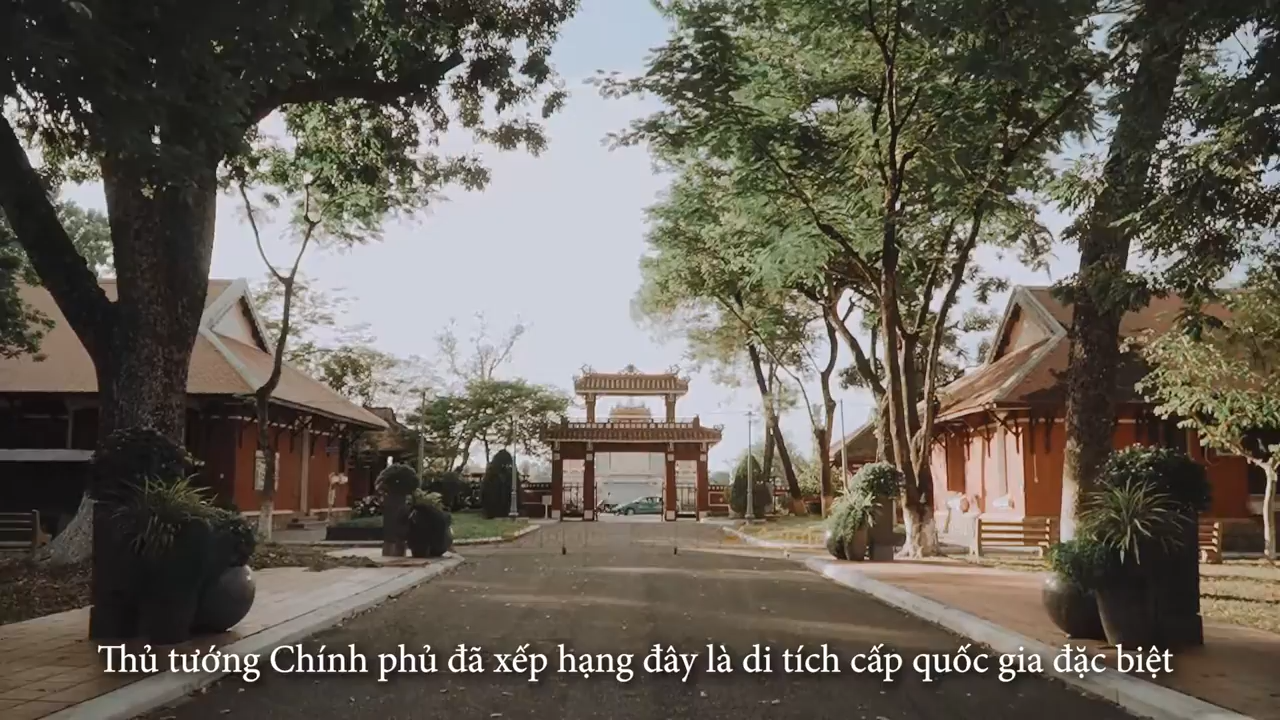 Thủ tướng Chính phủ đã xếp hạng đây là di tích cấp quốc gia đặc biệt